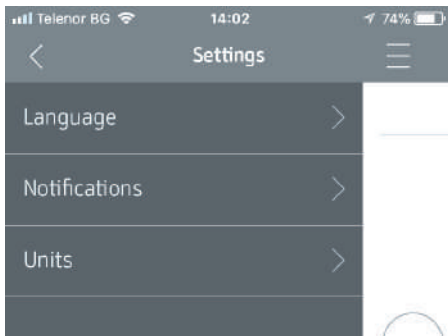 Telenor BG 14:02 74%
Settings
Language
Notifications
Units